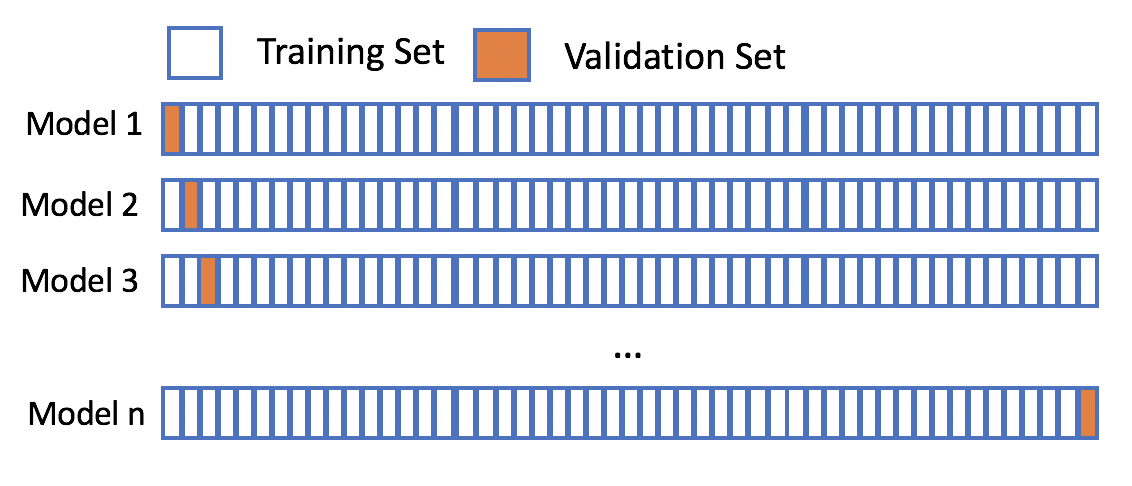 Training Set
Validation Set
Model 1
Model 2
Model 3
...
Model n